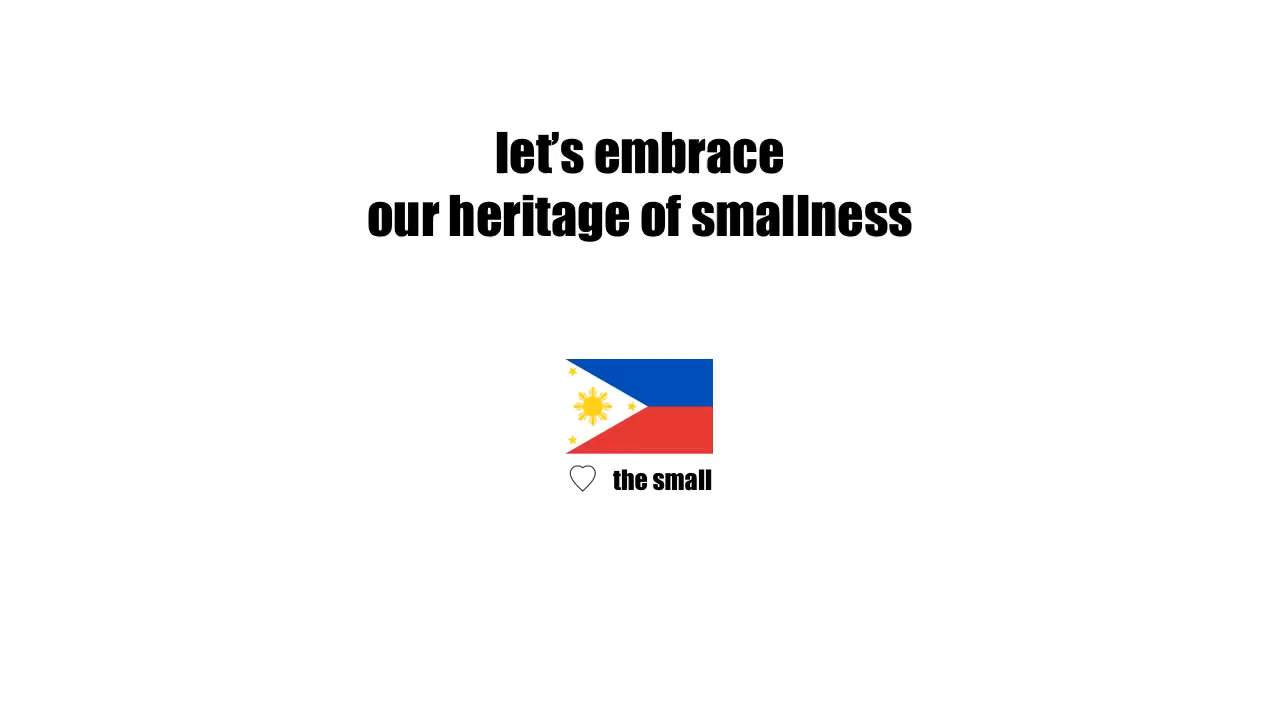 let’s embrace
our heritage of smallness
the small